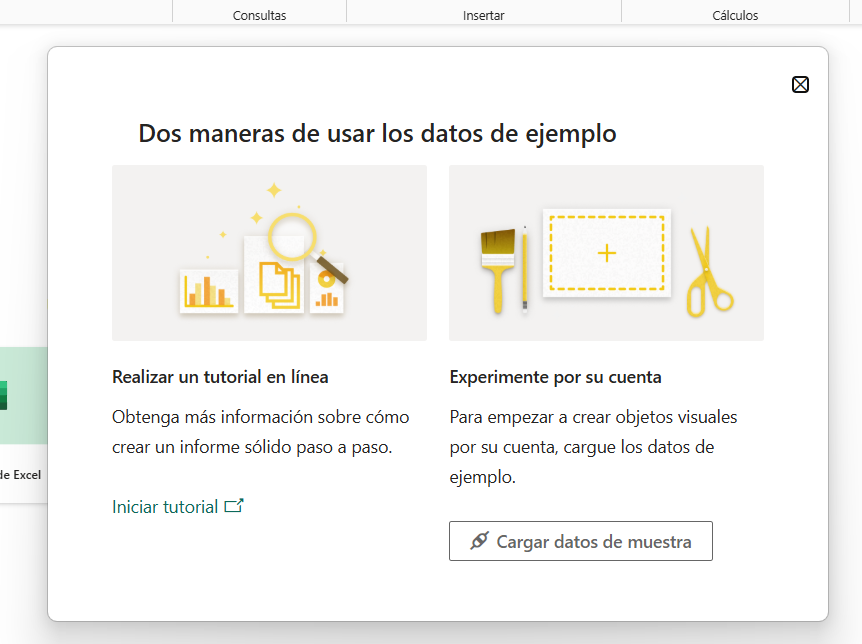 Consultas
Insertar
Cálculos
Dos maneras de usar los datos de ejemplo
Realizar un tutorial en línea
Obtenga más información sobre cómo
crear un informe sólido paso a paso.
Iniciar tutorial
Experimente por su cuenta
Para empezar a crear objetos visuales
por su cuenta, cargue los datos de
ejemplo.
Cargar datos de muestra
de Excel